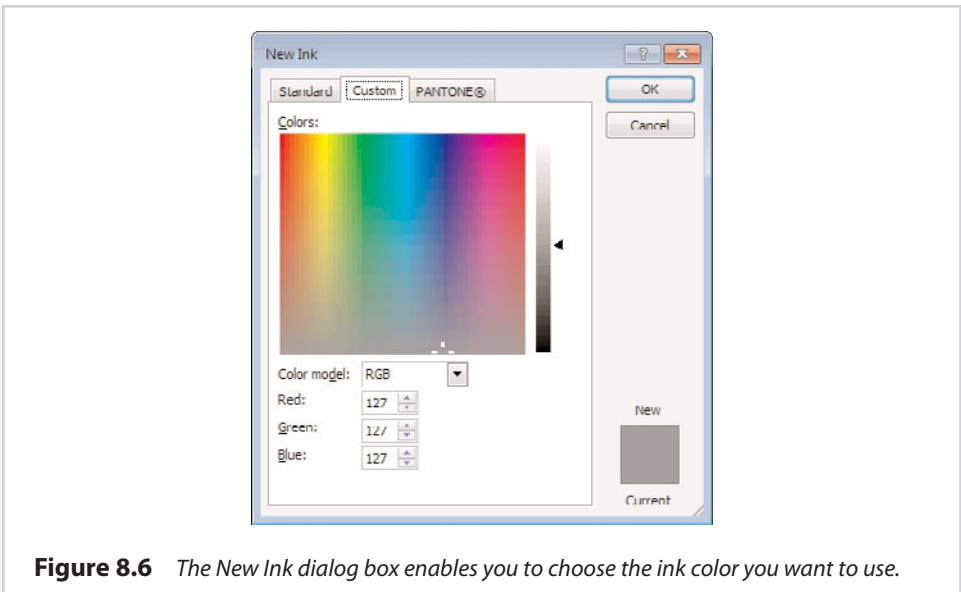 New Ink
Standard Custom PANTONE®
OK
Colors:
Cancel
Color model: RGB
Red: 127
Green: 127
Blue: 127
New
Current
Figure 8.6 The New Ink dialog box enables you to choose the ink color you want to use.